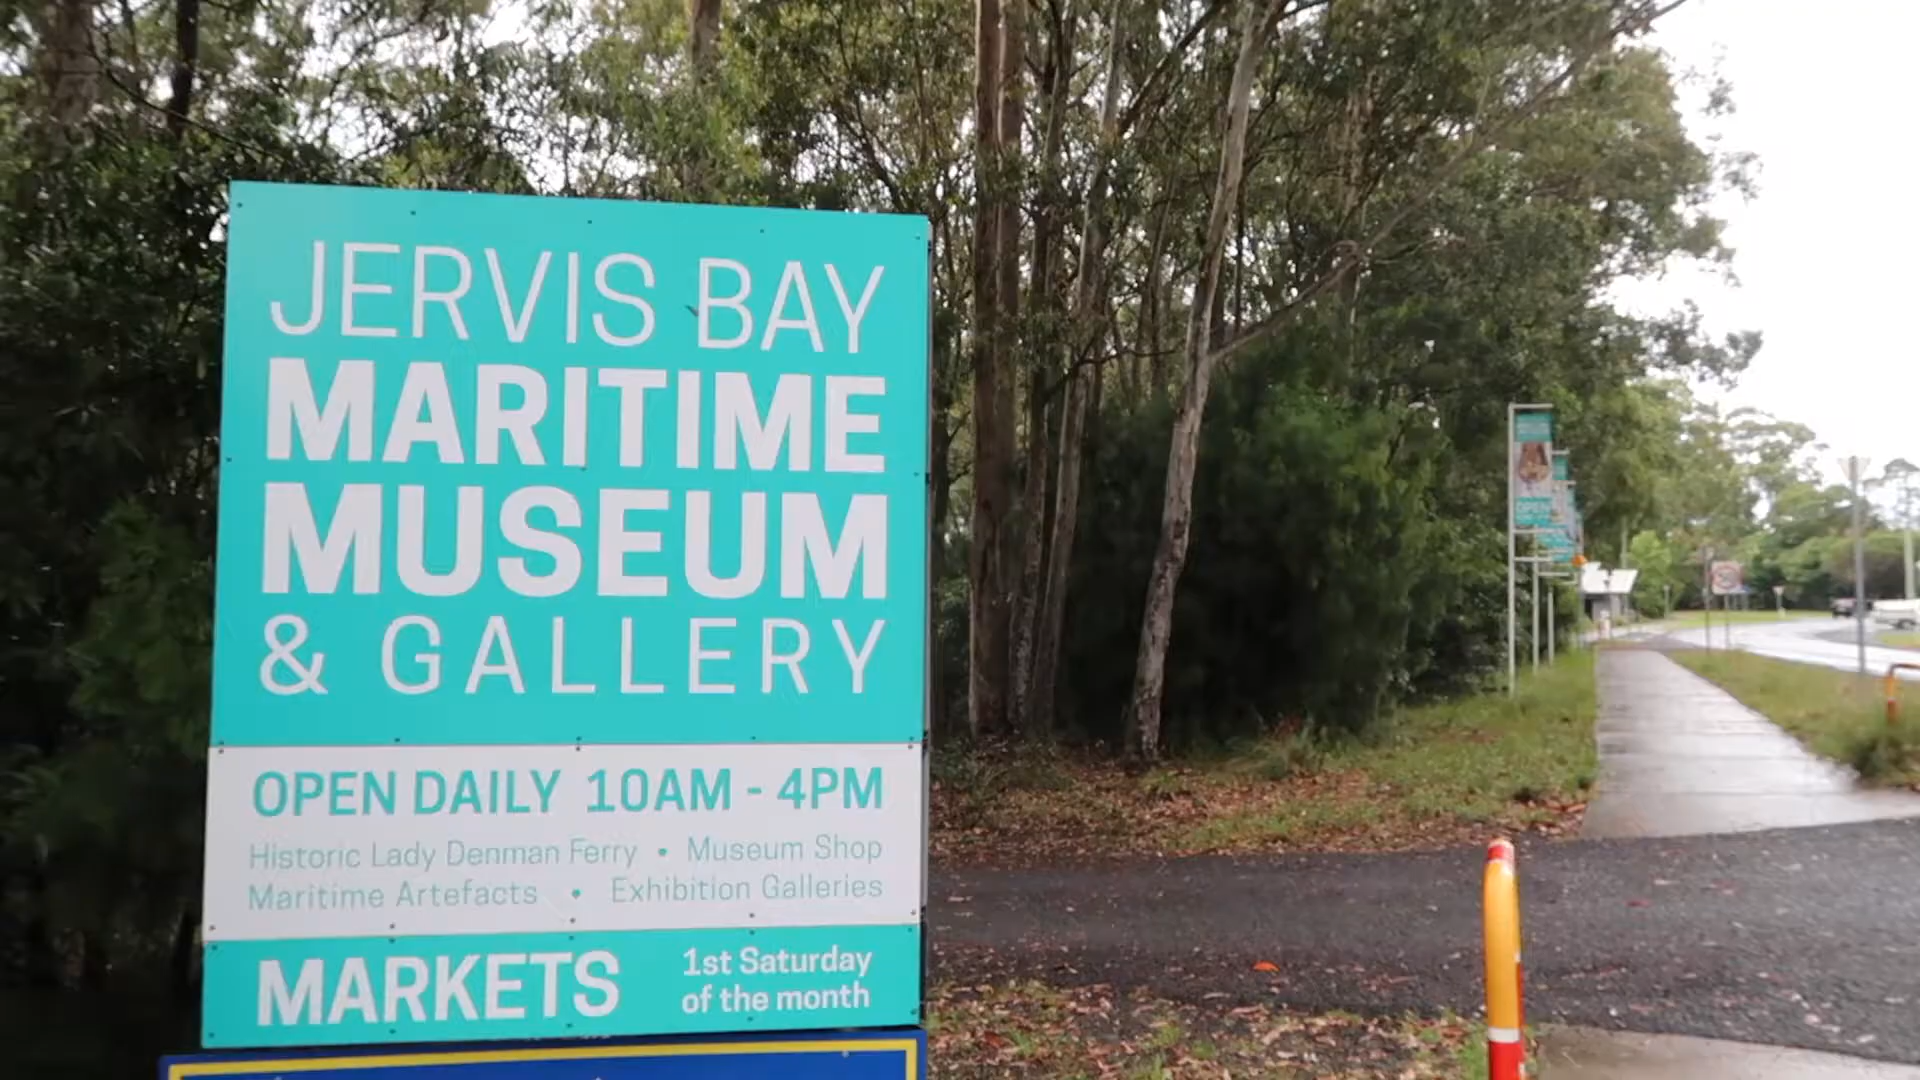 JERVIS BAY
MARITIME
MUSEUM
& GALLERY
OPEN DAILY 10AM - 4PM
Historic Lady Denman Ferry • Museum Shop
Maritime Artefacts • Exhibition Galleries
MARKETS 1st Saturday
of the month
OPEN